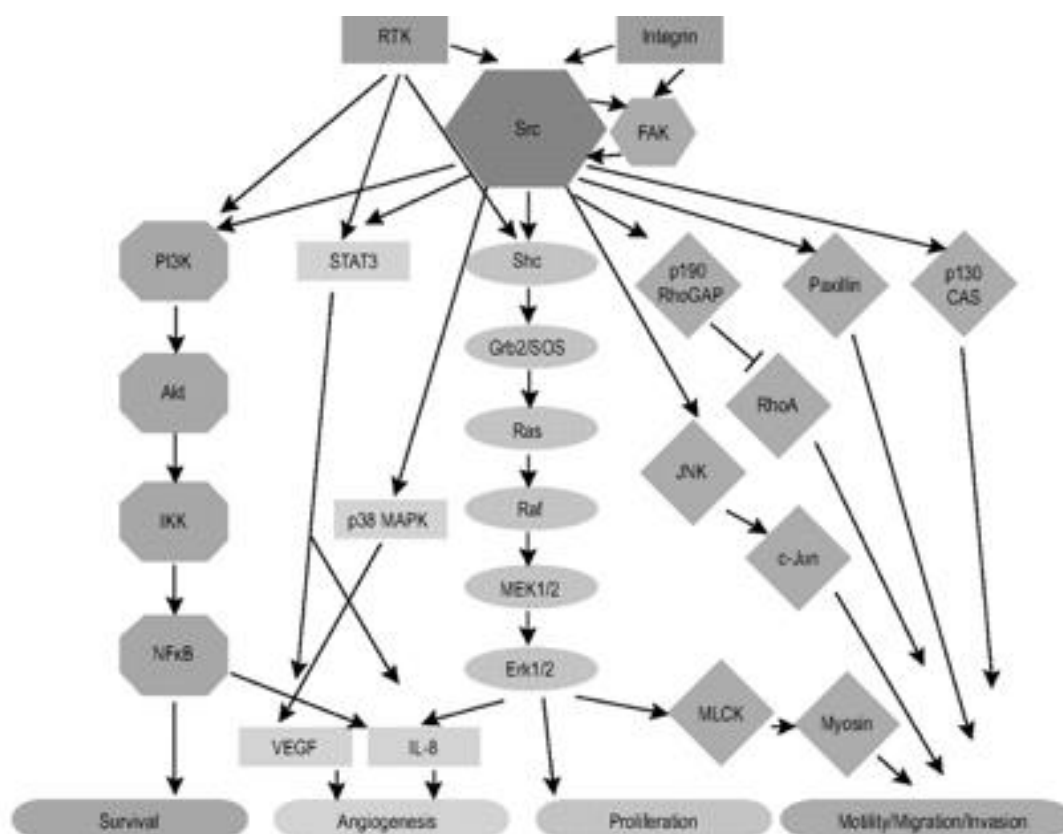 RTK
Integrin
Src
FAK
PI3K
STAT3
Shc
p190
RhoGAP
Paxillin
p130
CAS
Grb2/SOS
Akt
RhoA
Ras
JNK
IKK
p38 MAPK
Raf
c-Jun
MEK1/2
NFκB
Erk1/2
MLCK
Myosin
VEGF
IL-8
Survival
Angiogenesis
Proliferation
Motility/Migration/Invasion